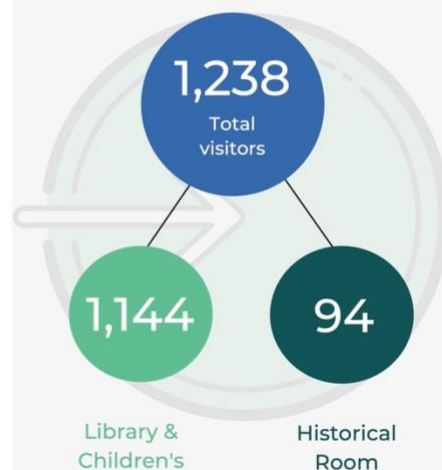 1,238
Total
visitors
1,144
94
Library &
Children's
Historical
Room